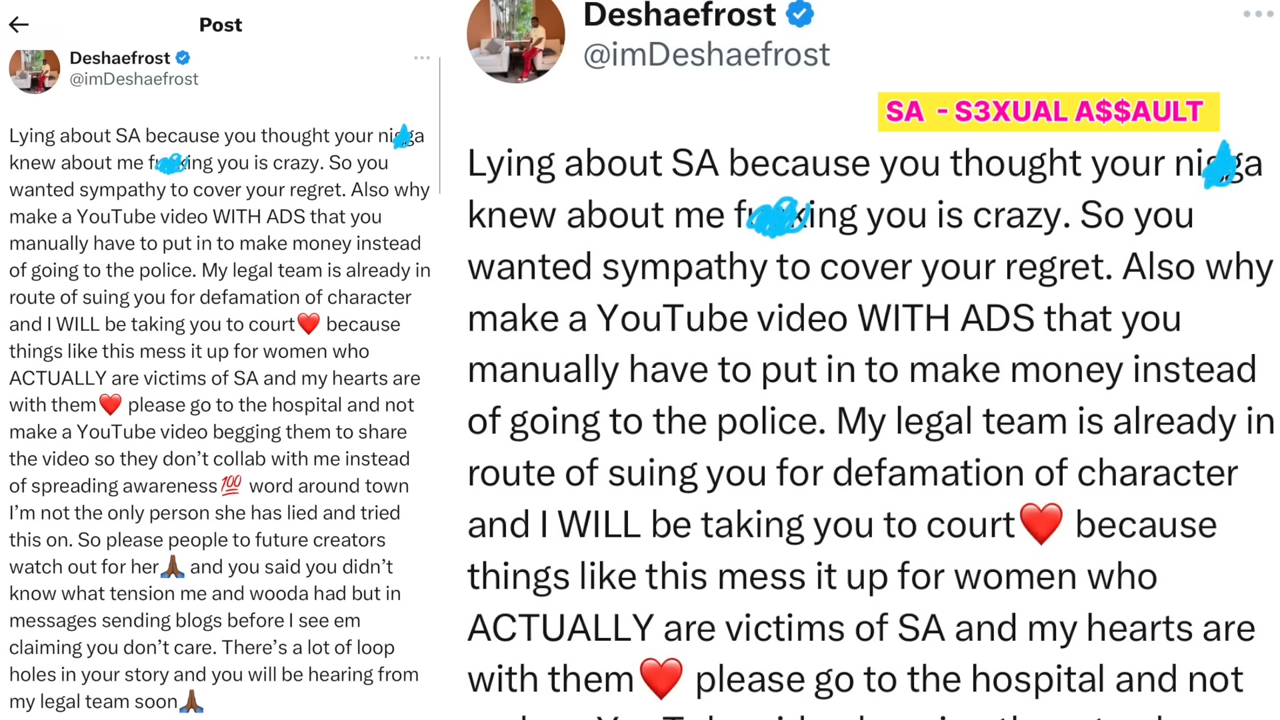 Post
Deshaefrost
@imDeshaefrost
Lying about SA because you thought your ni ga
knew about me f king you is crazy. So you
wanted sympathy to cover your regret. Also why
make a YouTube video WITH ADS that you
manually have to put in to make money instead
of going to the police. My legal team is already in
route of suing you for defamation of character
and I WILL be taking you to court❤️ because
things like this mess it up for women who
ACTUALLY are victims of SA and my hearts are
with them❤️ please go to the hospital and not
make a YouTube video begging them to share
the video so they don’t collab with me instead
of spreading awareness💯 word around town
I’m not the only person she has lied and tried
this on. So please people to future creators
watch out for her🙏🏾 and you said you didn’t
know what tension me and wooda had but in
messages sending blogs before I see em
claiming you don’t care. There’s a lot of loop
holes in your story and you will be hearing from
my legal team soon🙏🏾
Deshaefrost
@imDeshaefrost
SA - S3XUAL A$$AULT
Lying about SA because you thought your ni ga
knew about me f king you is crazy. So you
wanted sympathy to cover your regret. Also why
make a YouTube video WITH ADS that you
manually have to put in to make money instead
of going to the police. My legal team is already in
route of suing you for defamation of character
and I WILL be taking you to court❤️ because
things like this mess it up for women who
ACTUALLY are victims of SA and my hearts are
with them❤️ please go to the hospital and not